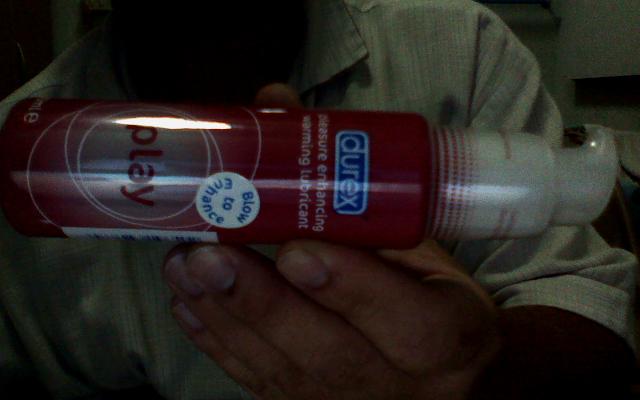 durex
pleasure enhancing
warming lubricant
Blow
m to
enhance
play